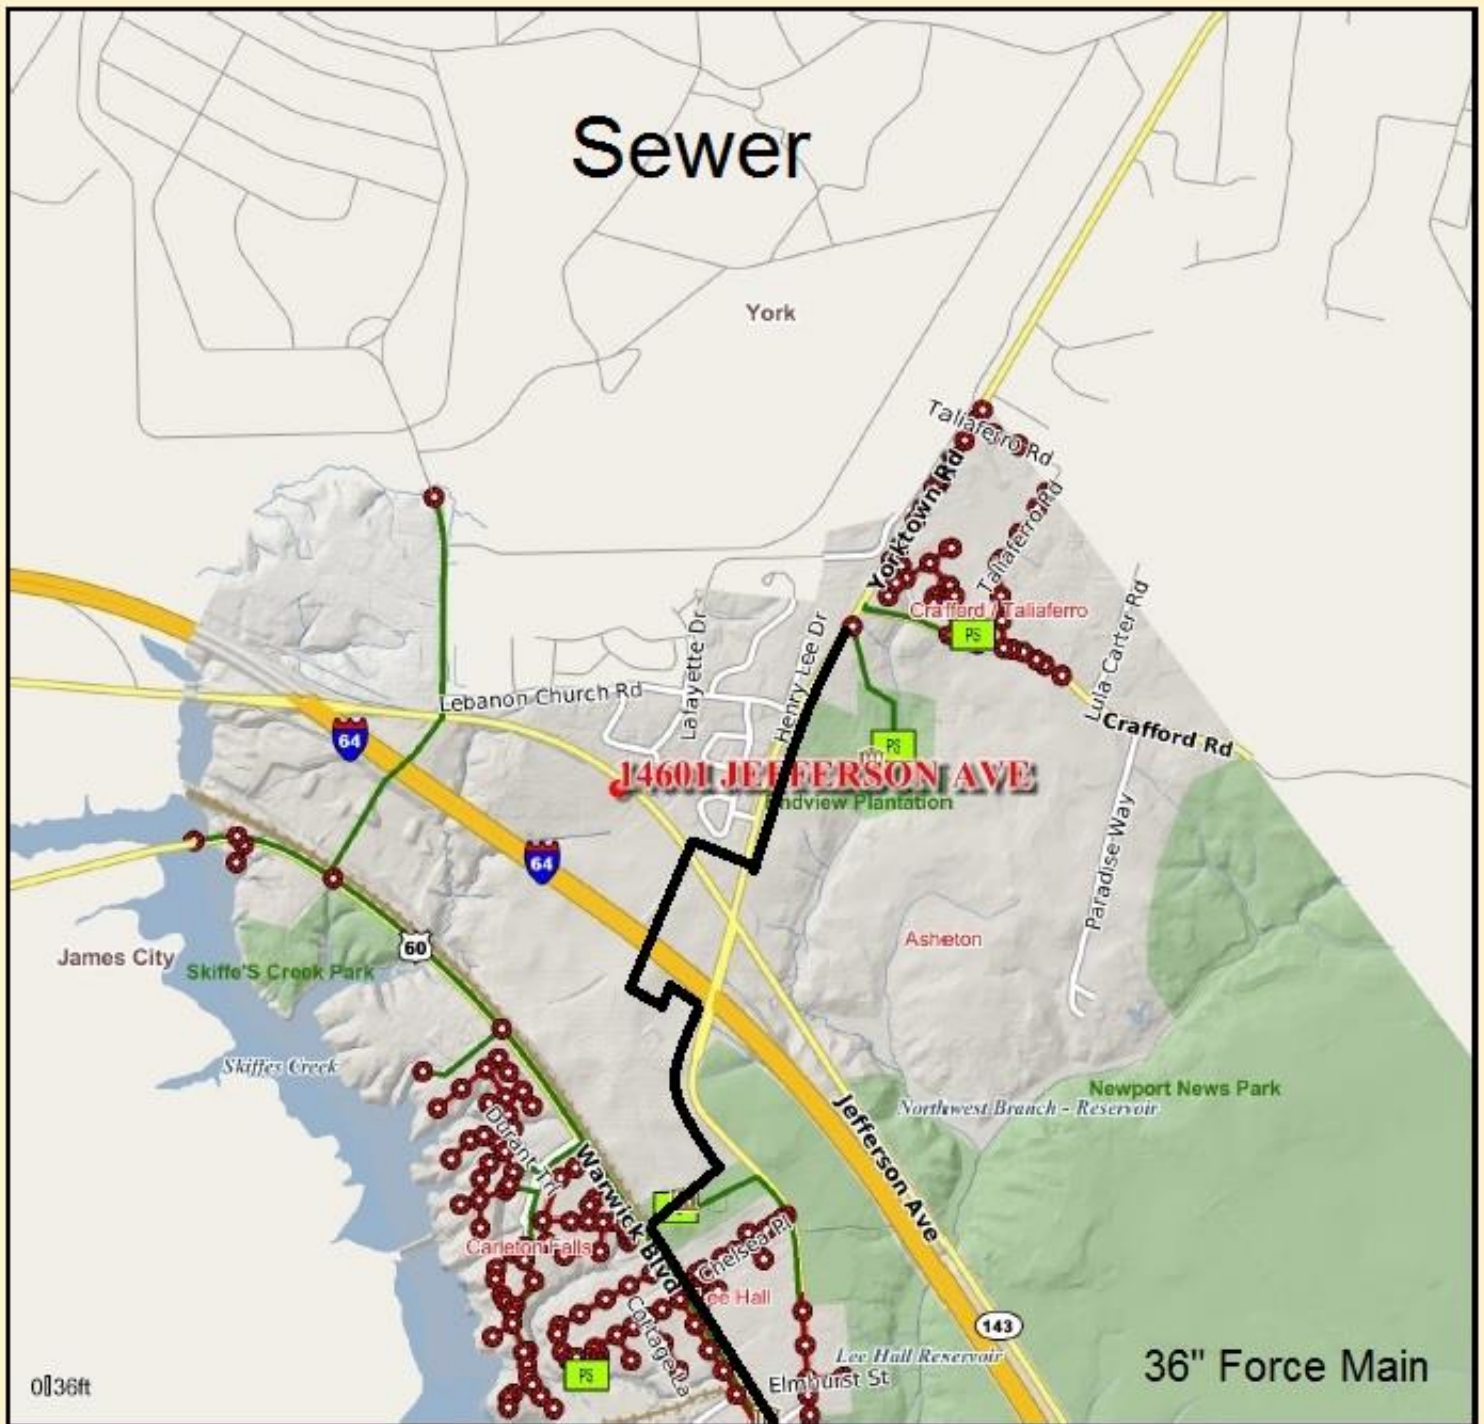 Sewer
York
Taliaferro Rd
Yorktown Rd
Taliaferro Rd
Crafford / Taliaferro
PS
Lula Carter Rd
Henry Lee Dr
Lafayette Dr
Lebanon Church Rd
Crafford Rd
64
PS
14601 JEFFERSON AVE
Endview Plantation
Paradise Way
64
60
Asheton
James City
Skiffe'S Creek Park
Skiffes Creek
Newport News Park
Northwest Branch - Reservoir
Jefferson Ave
Durant Trl
Warwick Blvd
Carleton Falls
Chelsea Pl
Lee Hall
Cottage La
143
Lee Hall Reservoir
36" Force Main
PS
Elmhurst St
036ft